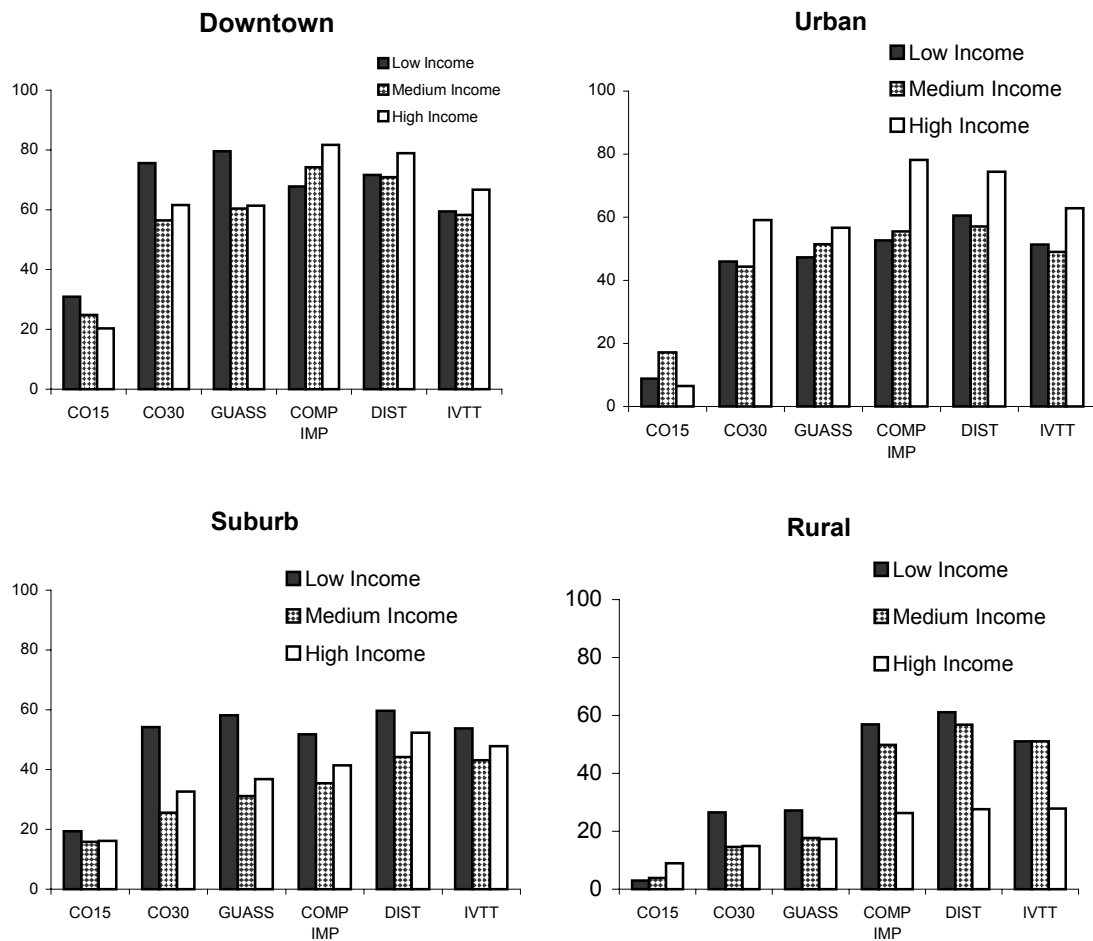 Downtown
Low Income
Medium Income
High Income
100
80
60
40
20
0
CO15 CO30 GUASS COMP IMP DIST IVTT
Urban
Low Income
Medium Income
High Income
100
80
60
40
20
0
CO15 CO30 GUASS COMP IMP DIST IVTT
Suburb
Low Income
Medium Income
High Income
100
80
60
40
20
0
CO15 CO30 GUASS COMP IMP DIST IVTT
Rural
Low Income
Medium Income
High Income
100
80
60
40
20
0
CO15 CO30 GUASS COMP IMP DIST IVTT